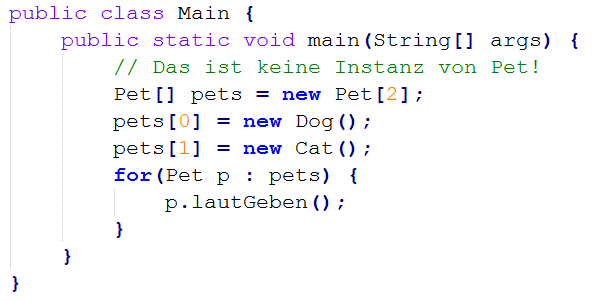 public class Main {
    public static void main(String[] args) {
        // Das ist keine Instanz von Pet!
        Pet[] pets = new Pet[2];
        pets[0] = new Dog();
        pets[1] = new Cat();
        for(Pet p : pets) {
            p.lautGeben();
        }
    }
}